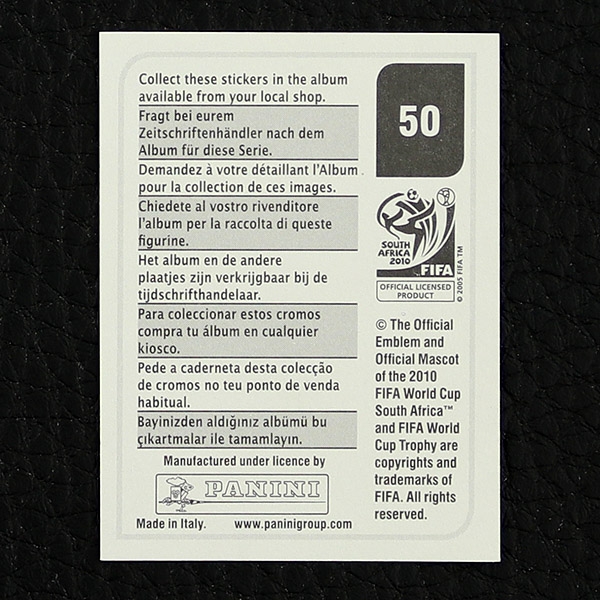 Collect these stickers in the album
available from your local shop.
Fragt bei eurem
Zeitschriftenhändler nach dem
Album für diese Serie.
Demandez à votre détaillant l'Album
pour la collection de ces images.
Chiedete al vostro rivenditore
l'album per la raccolta di queste
figurine.
Het album en de andere
plaatjes zijn verkrijgbaar bij de
tijdschrifthandelaar.
Para coleccionar estos cromos
compra tu álbum en cualquier
kiosco.
Pede a caderneta desta colecção
de cromos no teu ponto de venda
habitual.
Bayinizden aldığınız albümü bu
çıkartmalar ile tamamlayın.
Manufactured under licence by
PANINI
Made in Italy. www.paninigroup.com
50
SOUTH
AFRICA
2010
FIFA
© 2005 FIFA TM
OFFICIAL LICENSED
PRODUCT
© The Official
Emblem and
Official Mascot
of the 2010
FIFA World Cup
South Africa™
and FIFA World
Cup Trophy are
copyrights and
trademarks of
FIFA. All rights
reserved.